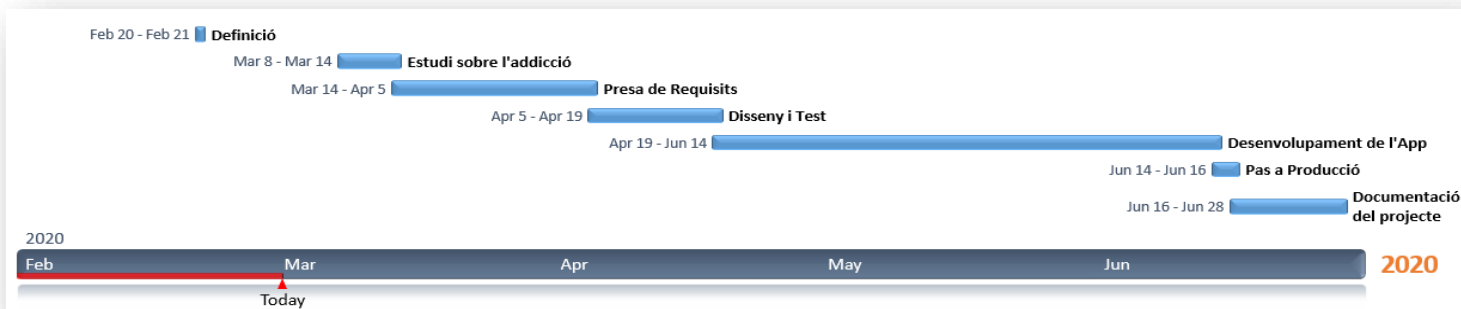 Feb 20 - Feb 21 Definició
Mar 8 - Mar 14 Estudi sobre l'addicció
Mar 14 - Apr 5 Presa de Requisits
Apr 5 - Apr 19 Disseny i Test
Apr 19 - Jun 14 Desenvolupament de l'App
Jun 14 - Jun 16 Pas a Producció
Jun 16 - Jun 28 Documentació
del projecte
2020
Feb Mar Apr May Jun 2020
Today